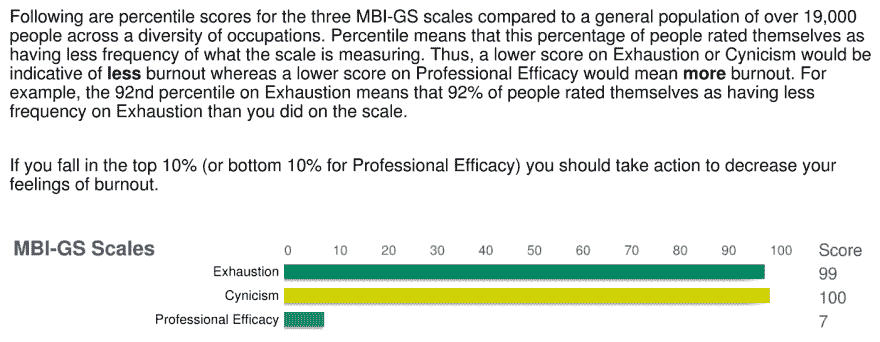 Following are percentile scores for the three MBI-GS scales compared to a general population of over 19,000
people across a diversity of occupations. Percentile means that this percentage of people rated themselves as
having less frequency of what the scale is measuring. Thus, a lower score on Exhaustion or Cynicism would be
indicative of less burnout whereas a lower score on Professional Efficacy would mean more burnout. For
example, the 92nd percentile on Exhaustion means that 92% of people rated themselves as having less
frequency on Exhaustion than you did on the scale.
If you fall in the top 10% (or bottom 10% for Professional Efficacy) you should take action to decrease your
feelings of burnout.
MBI-GS Scales 0 10 20 30 40 50 60 70 80 90 100 Score
Exhaustion 99
Cynicism 100
Professional Efficacy 7